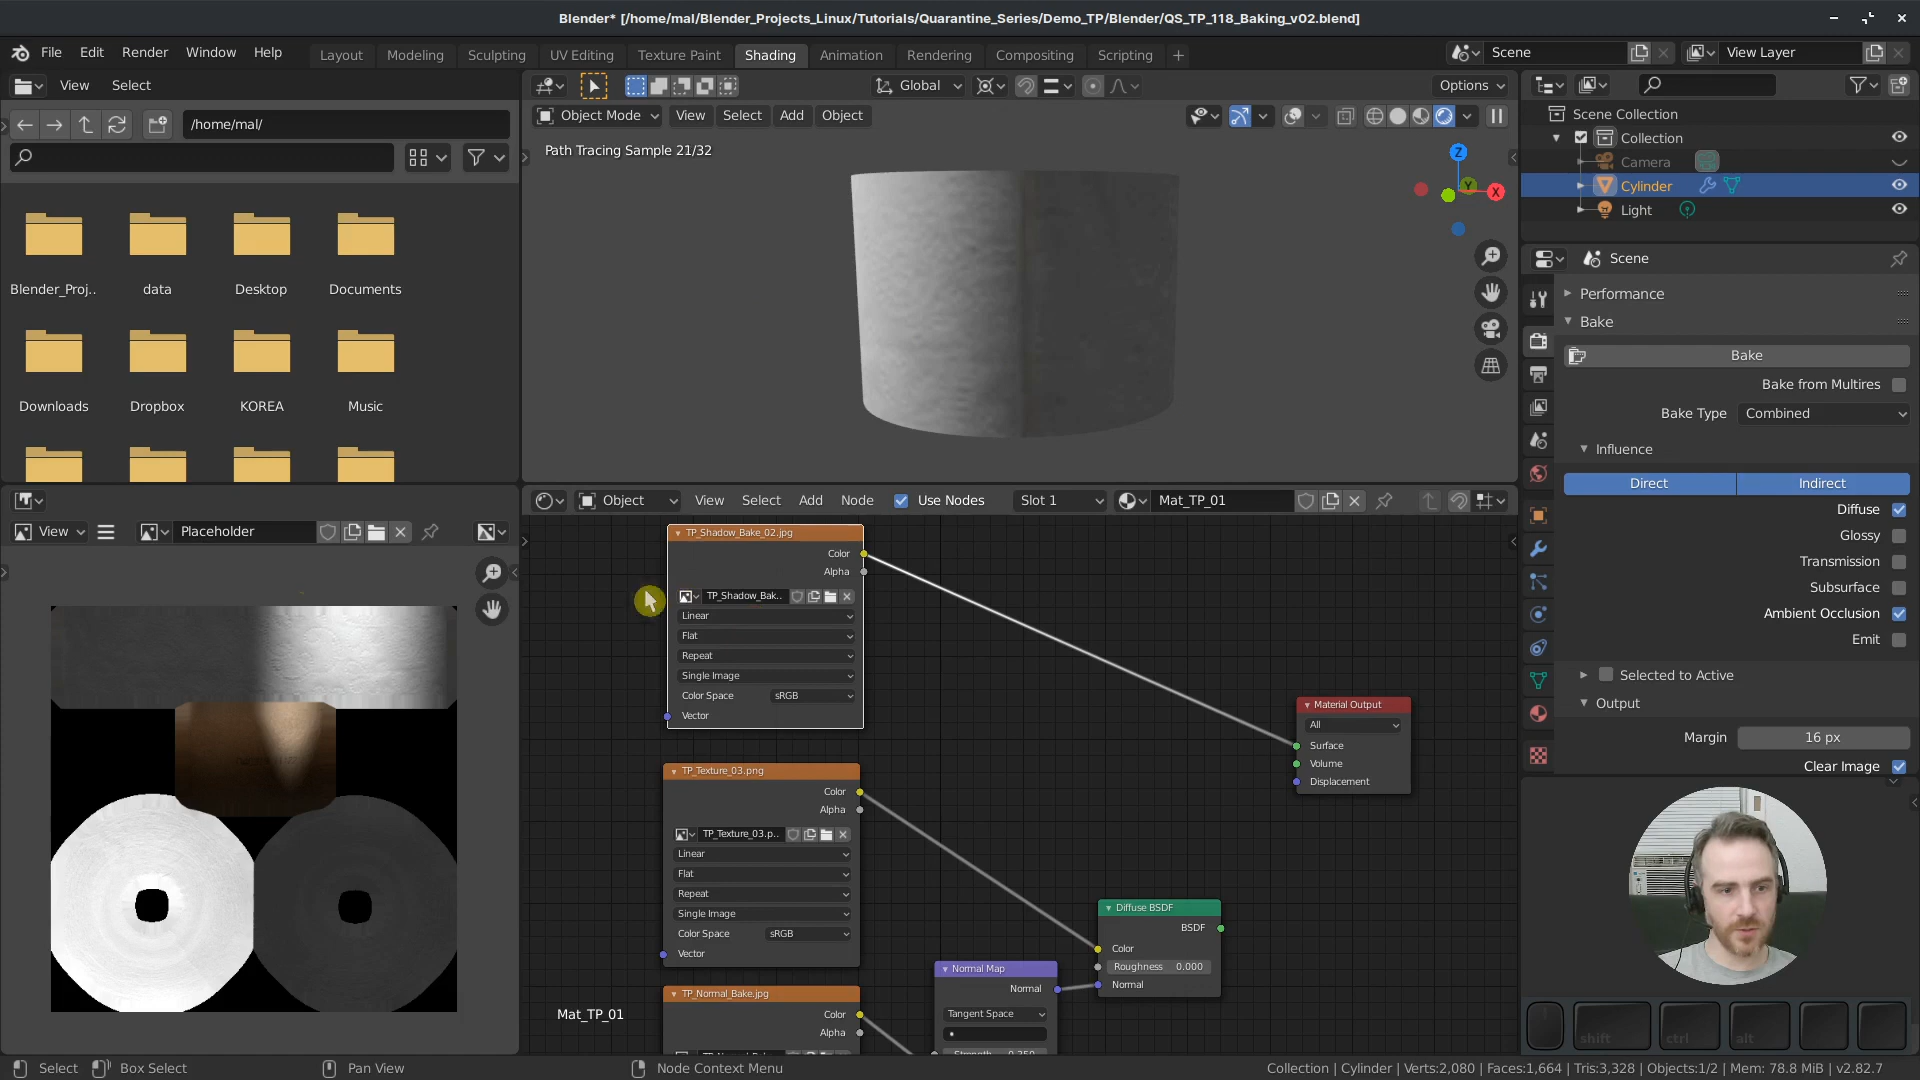 Blender* [/home/mal/Blender_Projects_Linux/Tutorials/Quarantine_Series/Demo_TP/Blender/QS_TP_118_Baking_v02.blend]
File Edit Render Window Help
Layout Modeling Sculpting UV Editing Texture Paint Shading Animation Rendering Compositing Scripting +
Scene
View Layer
View Select
/home/mal/
Blender_Proj..
data
Desktop
Documents
Downloads
Dropbox
KOREA
Music
Global
Options
Object Mode View Select Add Object
Path Tracing Sample 21/32
Z
Y
X
Scene Collection
Collection
Camera
Cylinder
Light
Scene
Performance
Bake
Bake
Bake from Multires
Bake Type Combined
Influence
Direct Indirect
Diffuse
Glossy
Transmission
Subsurface
Ambient Occlusion
Emit
Selected to Active
Output
Margin 16 px
Clear Image
View
Placeholder
Object View Select Add Node Use Nodes Slot 1 Mat_TP_01
TP_Shadow_Bake_02.jpg
Color
Alpha
TP_Shadow_Bak..
Linear
Flat
Repeat
Single Image
Color Space sRGB
Vector
TP_Texture_03.png
Color
Alpha
TP_Texture_03.p..
Linear
Flat
Repeat
Single Image
Color Space sRGB
Vector
TP_Normal_Bake.jpg
Color
Alpha
Material Output
All
Surface
Volume
Displacement
Diffuse BSDF
BSDF
Color
Roughness 0.000
Normal
Normal Map
Normal
Tangent Space
Mat_TP_01
shift
ctrl
alt
Select
Box Select
Pan View
Node Context Menu
Collection | Cylinder | Verts:2,080 | Faces:1,664 | Tris:3,328 | Objects:1/2 | Mem: 78.8 MiB | v2.82.7